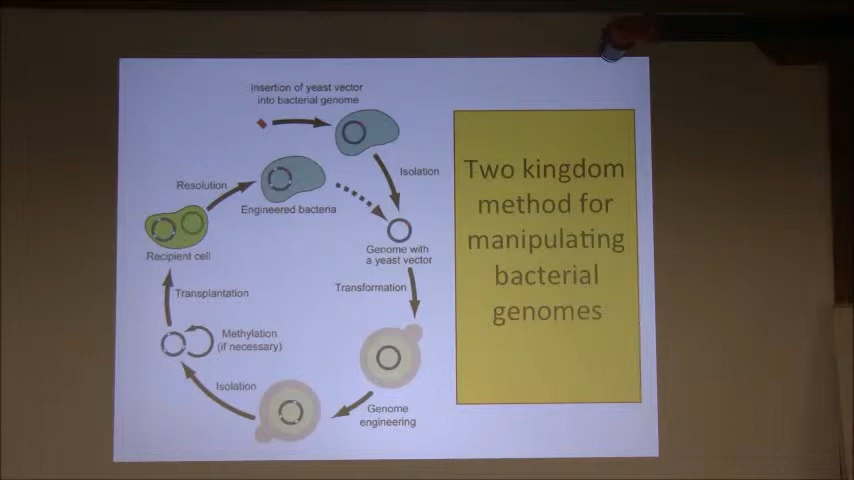 Insertion of yeast vector
into bacterial genome
Isolation
Resolution
Engineered bacteria
Genome with
a yeast vector
Recipient cell
Transformation
Transplantation
Methylation
(if necessary)
Isolation
Genome
engineering
Two kingdom
method for
manipulating
bacterial
genomes